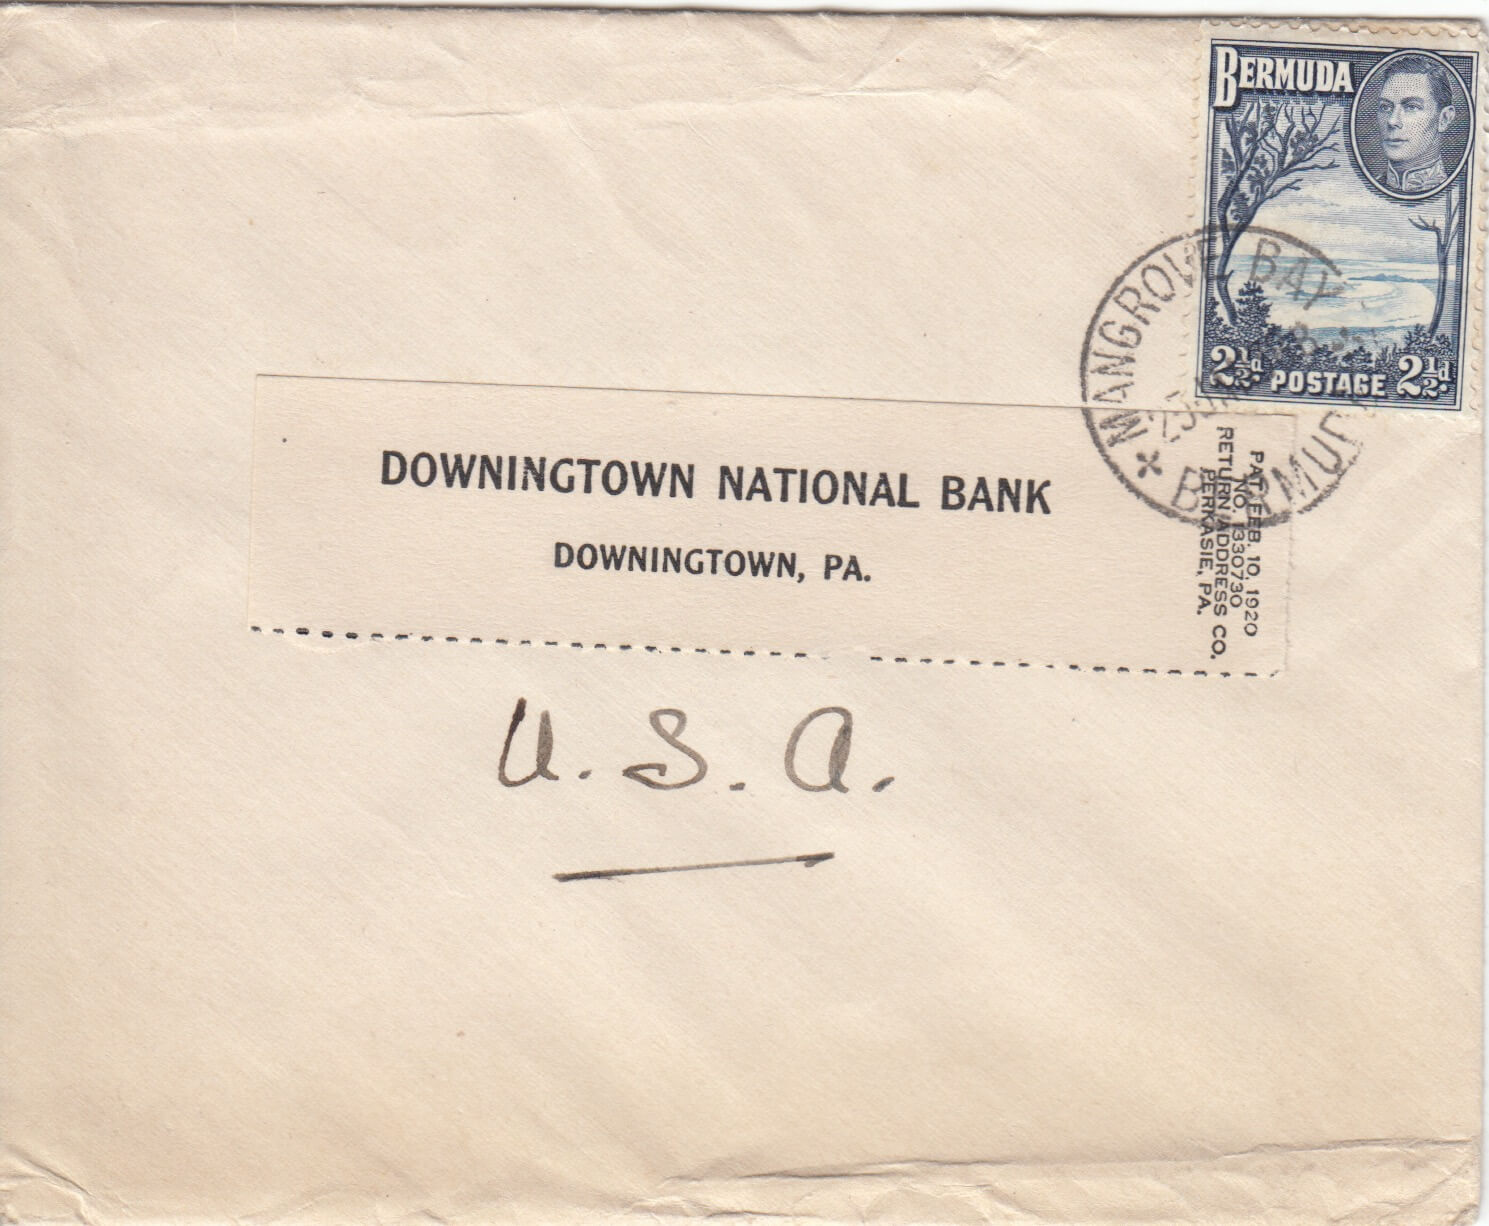 BERMUDA
2½d. POSTAGE 2½d.
MANGROVE BAY
BERMUDA
DOWNINGTOWN NATIONAL BANK
DOWNINGTOWN, PA.
PAT. FEB. 10, 1920
NO. 1330730
RETURN ADDRESS CO.
PERKASIE, PA.
U. S. A.